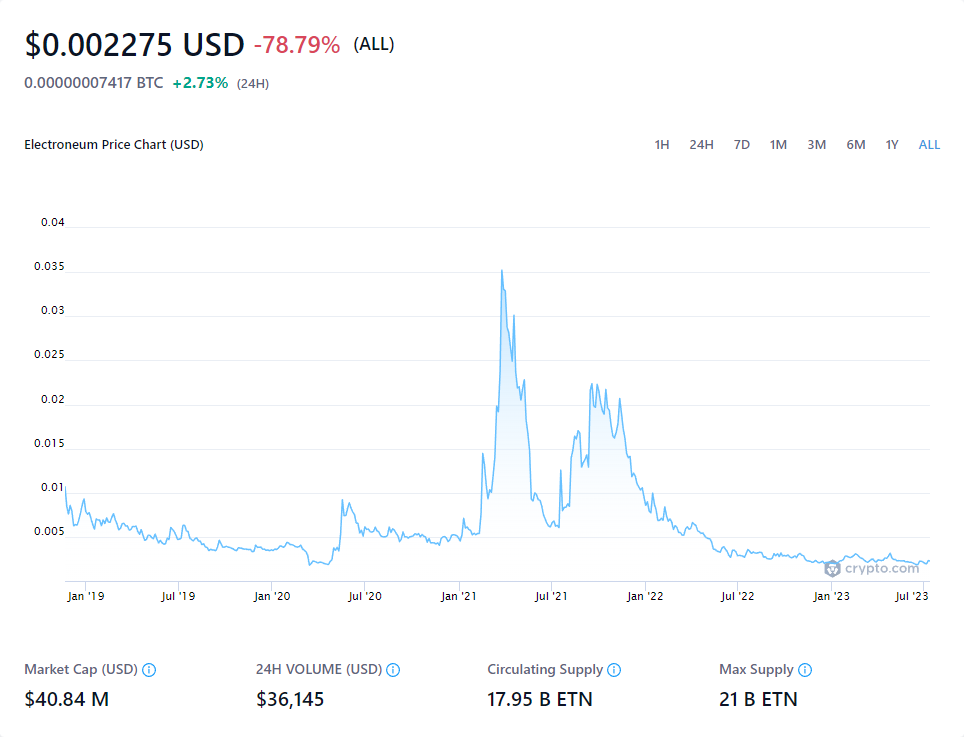 $0.002275 USD -78.79% (ALL)
0.00000007417 BTC +2.73% (24H)
Electroneum Price Chart (USD) 1H 24H 7D 1M 3M 6M 1Y ALL
0.04
0.035
0.03
0.025
0.02
0.015
0.01
0.005
crypto.com
Jan '19 Jul '19 Jan '20 Jul '20 Jan '21 Jul '21 Jan '22 Jul '22 Jan '23 Jul '23
Market Cap (USD) 24H VOLUME (USD) Circulating Supply Max Supply
$40.84 M $36,145 17.95 B ETN 21 B ETN